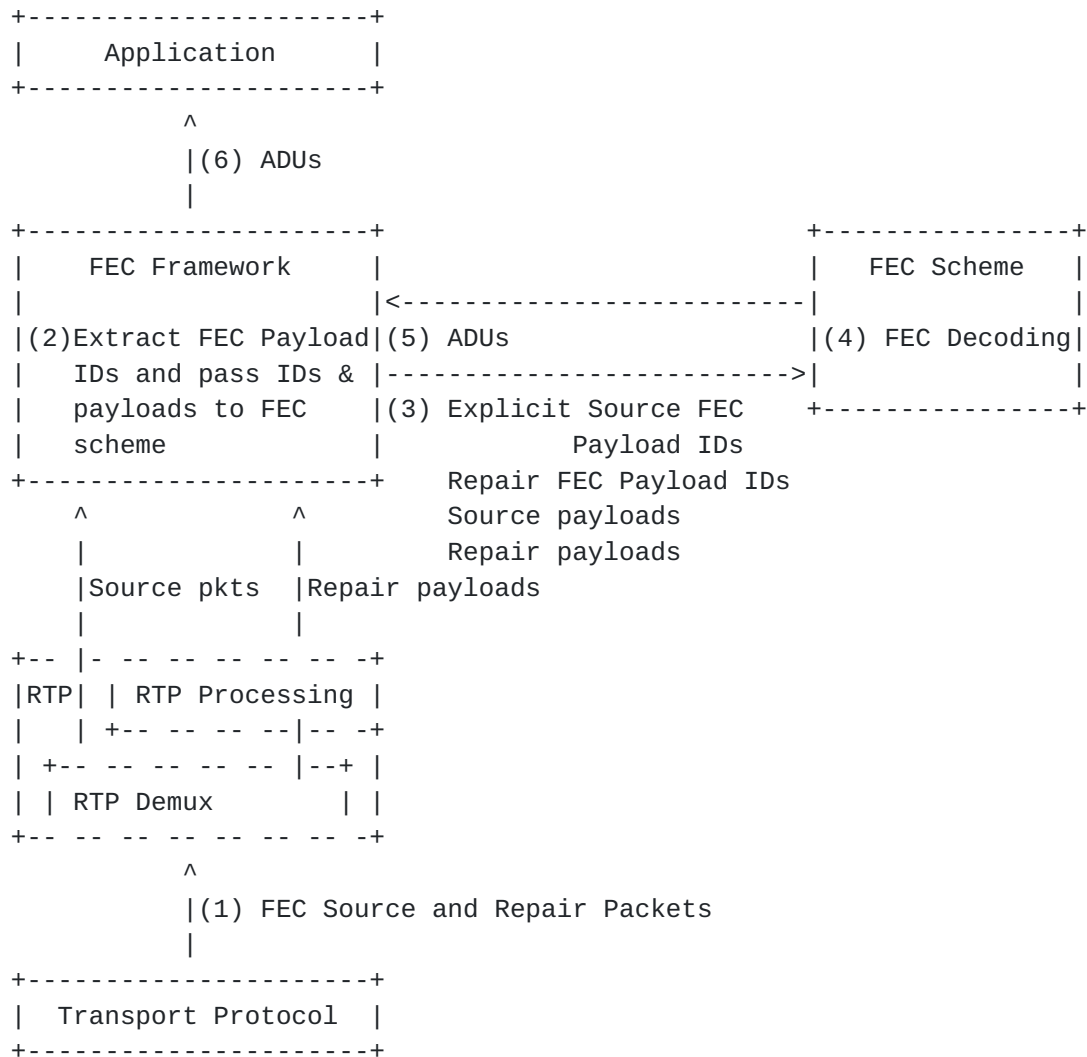 Application
(6) ADUs
FEC Framework FEC Scheme
(2)Extract FEC Payload (5) ADUs (4) FEC Decoding
IDs and pass IDs &
payloads to FEC (3) Explicit Source FEC
scheme Payload IDs
Repair FEC Payload IDs
Source payloads
Repair payloads
Source pkts Repair payloads
RTP RTP Processing
RTP Demux
(1) FEC Source and Repair Packets
Transport Protocol